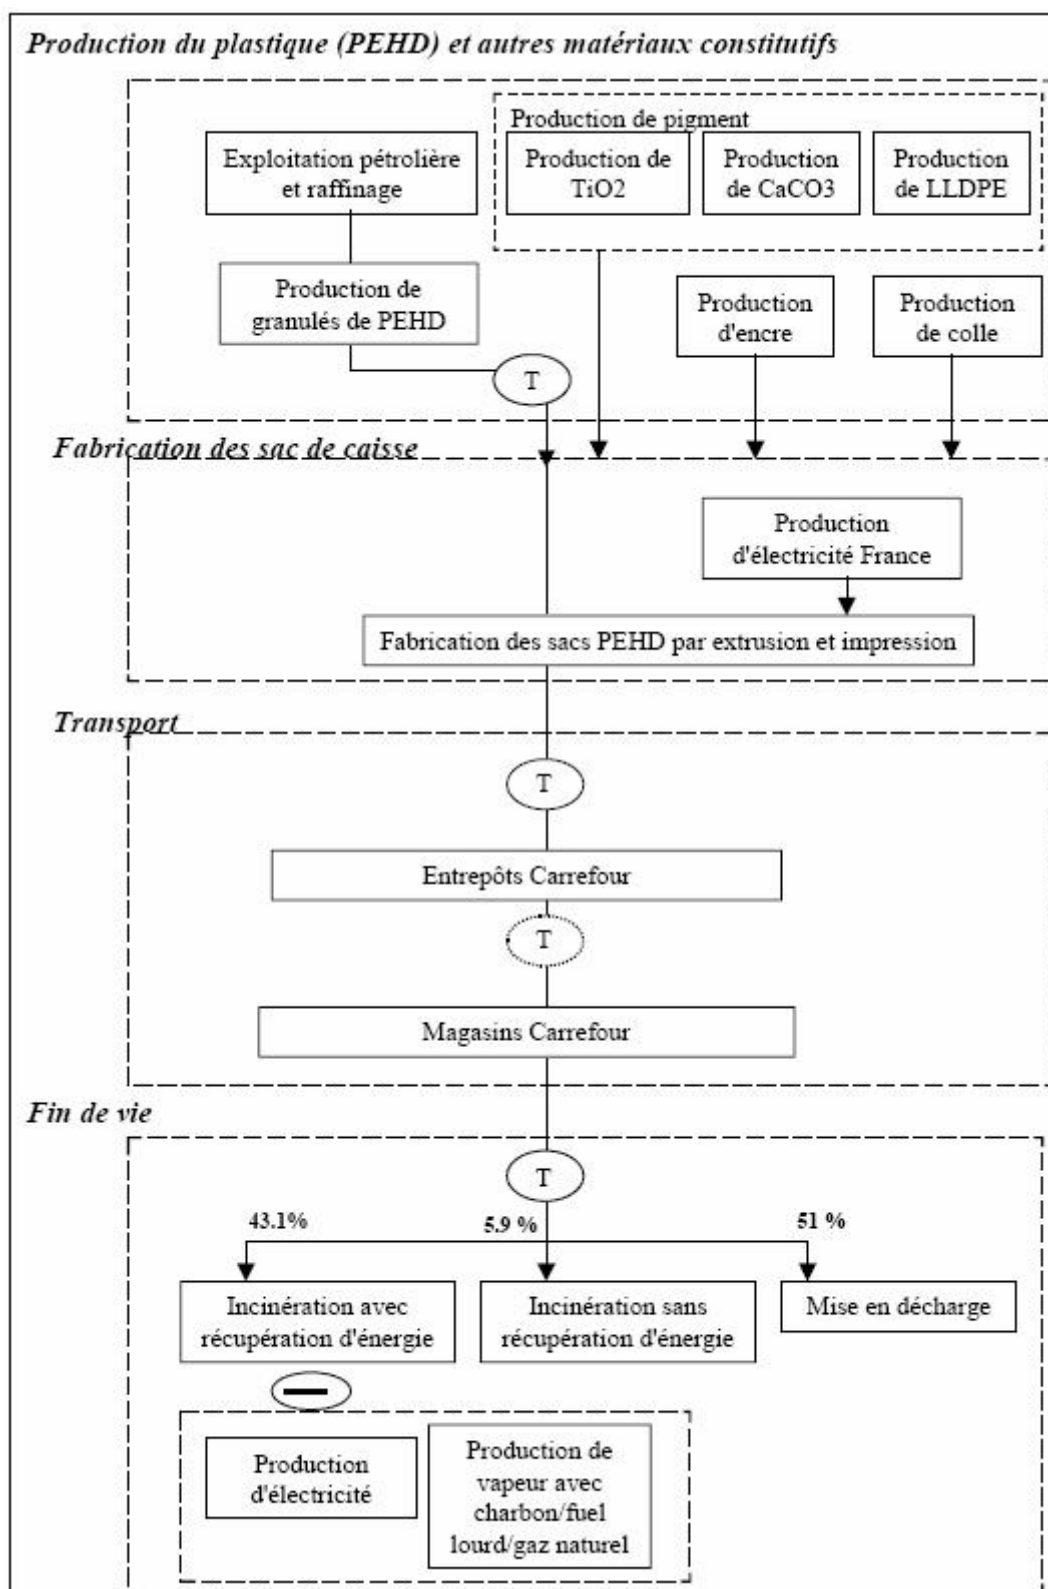 Production du plastique (PEHD) et autres matériaux constitutifs
Production de pigment
Exploitation pétrolière
et raffinage
Production de
TiO2
Production
de CaCO3
Production
de LLDPE
Production de
granulés de PEHD
Production
d'encre
Production
de colle
T
Fabrication des sac de caisse
Production
d'électricité France
Fabrication des sacs PEHD par extrusion et impression
Transport
T
Entrepôts Carrefour
T
Magasins Carrefour
Fin de vie
T
43.1%
5.9 %
51 %
Incinération avec
récupération d'énergie
Incinération sans
récupération d'énergie
Mise en décharge
Production
d'électricité
Production de
vapeur avec
charbon/fuel
lourd/gaz naturel